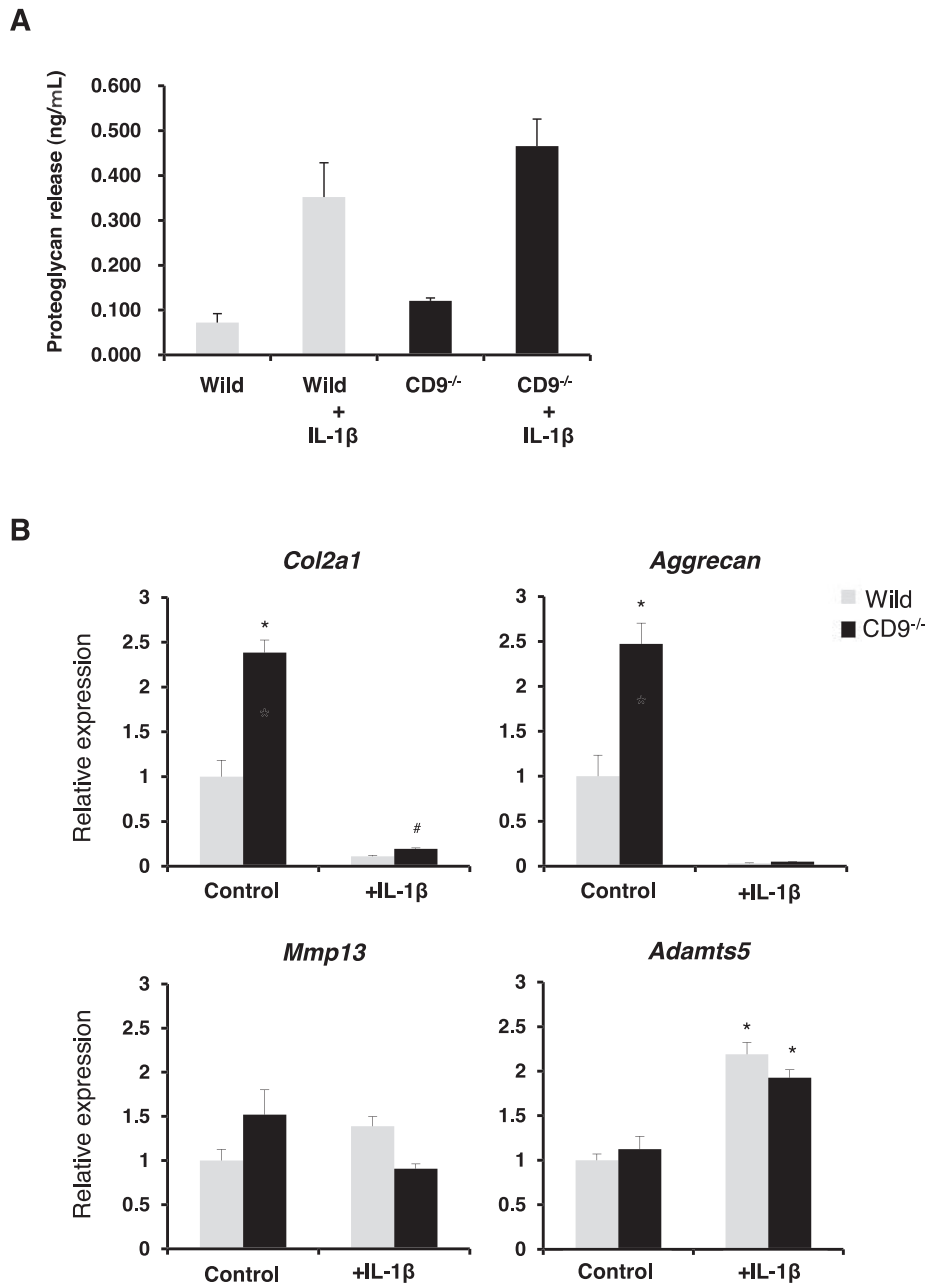 A
Proteoglycan release (ng/mL)
0.600
0.500
0.400
0.300
0.200
0.100
0.000
Wild
Wild
+
IL-1β
CD9-/-
CD9-/-
+
IL-1β
B
Col2a1
Relative expression
3
2.5
2
1.5
1
0.5
0
*
☆
#
Control
+IL-1β
Aggrecan
3
2.5
2
1.5
1
0.5
0
*
☆
Control
+IL-1β
Wild
CD9-/-
Mmp13
Relative expression
3
2.5
2
1.5
1
0.5
0
Control
+IL-1β
Adamts5
3
2.5
2
1.5
1
0.5
0
*
*
Control
+IL-1β